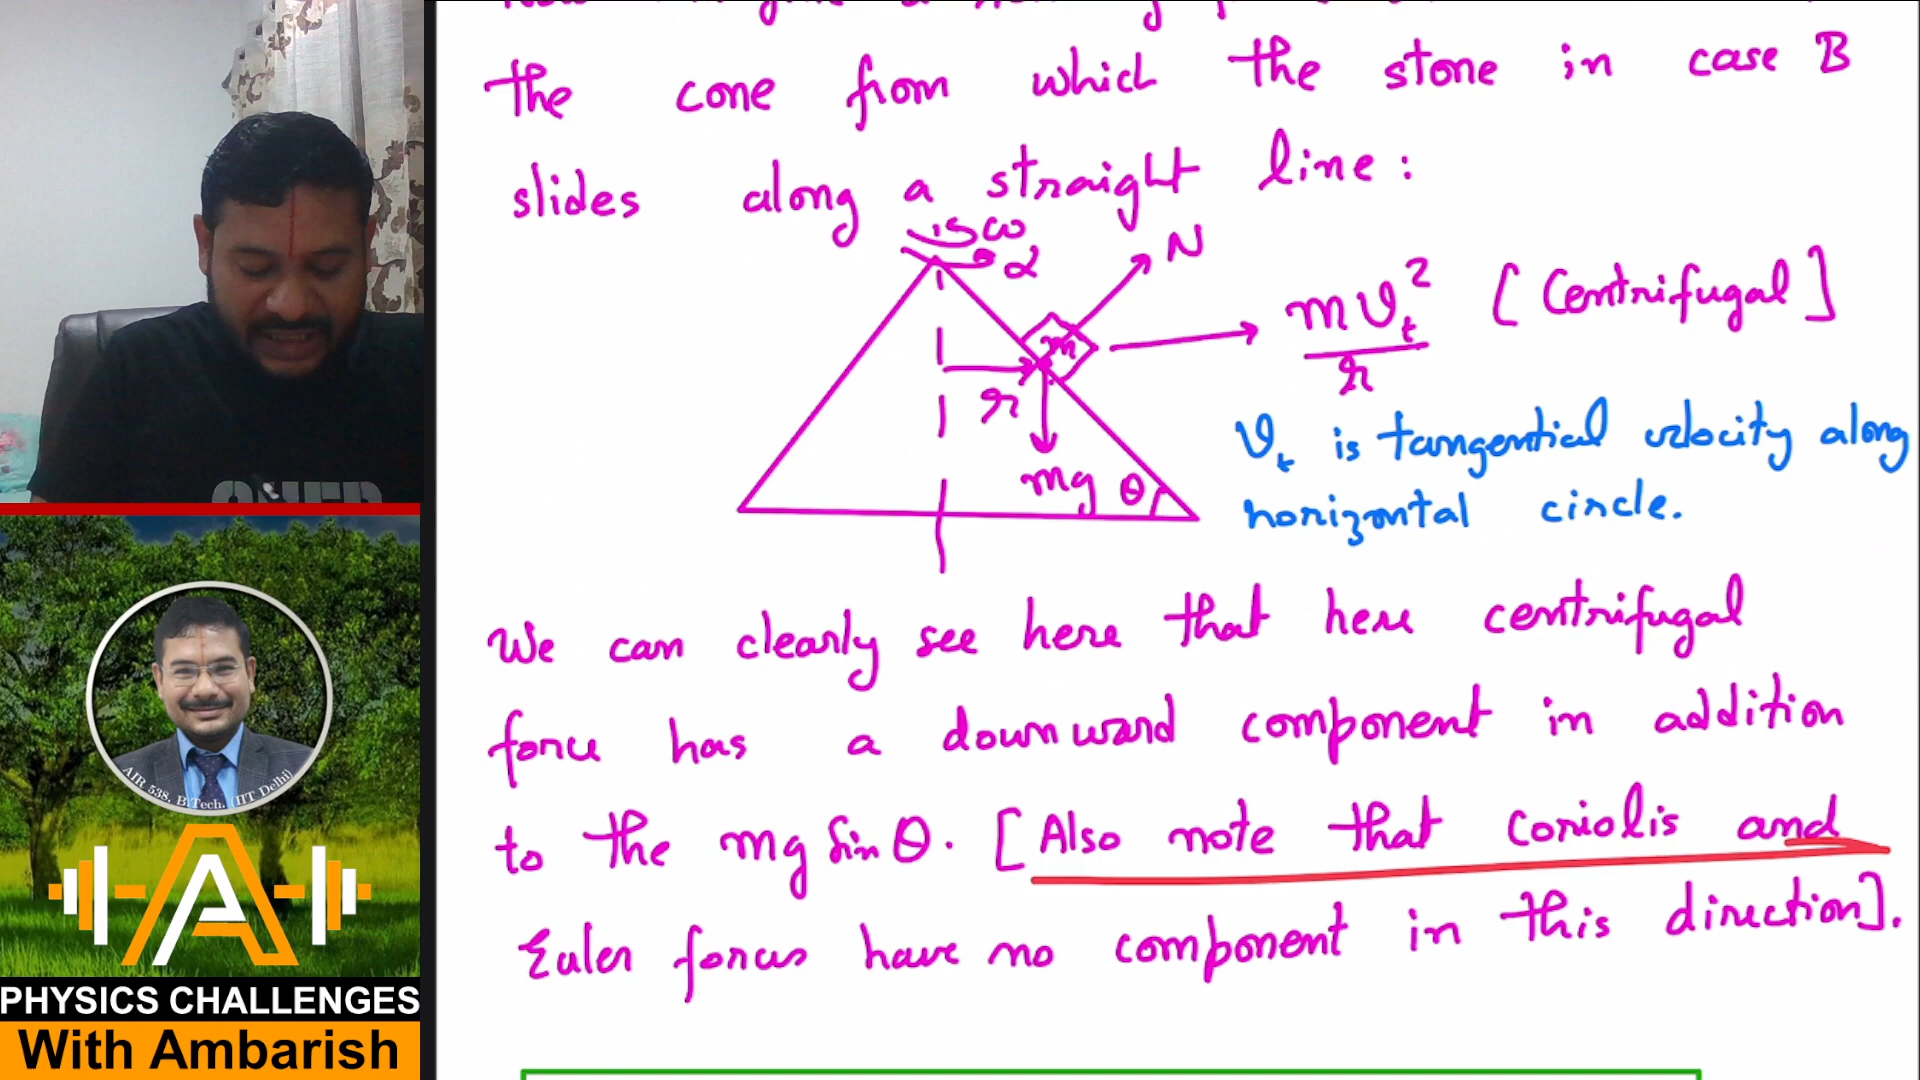 the cone from which the stone in case B
slides along a straight line:
ω
α
N
m
r
mg
θ
mv_t²/r [Centrifugal]
v_t is tangential velocity along
horizontal circle.
We can clearly see here that here centrifugal
force has a downward component in addition
to the mg sin θ. [Also note that coriolis and
Euler forces have no component in this direction].
AIR 538, B.Tech. (IIT Delhi)
A
PHYSICS CHALLENGES
With Ambarish